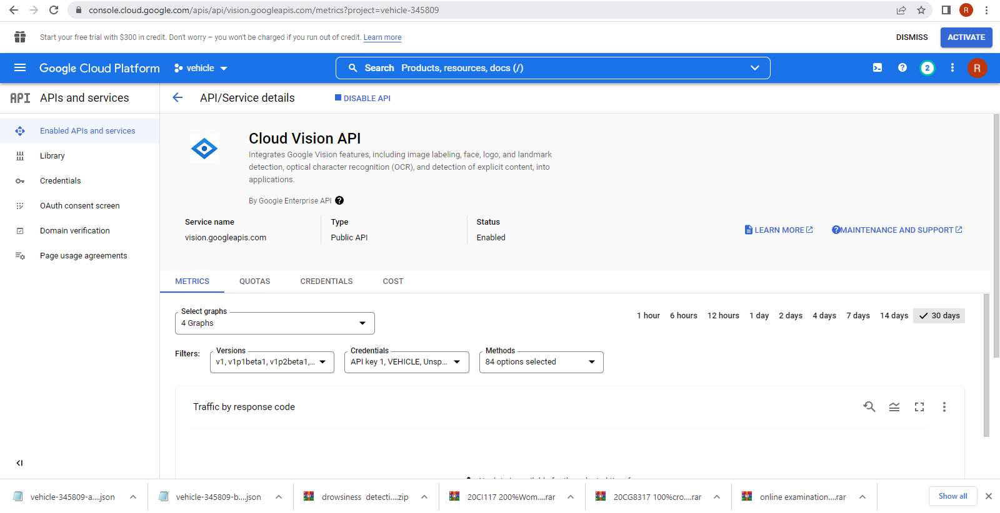 console.cloud.google.com/apis/api/vision.googleapis.com/metrics?project=vehicle-345809
R
Start your free trial with $300 in credit. Don't worry – you won't be charged if you run out of credit. Learn more
DISMISS
ACTIVATE
Google Cloud Platform
vehicle
Search Products, resources, docs (/)
2
R
API APIs and services
API/Service details
DISABLE API
Enabled APIs and services
Library
Credentials
OAuth consent screen
Domain verification
Page usage agreements
Cloud Vision API
Integrates Google Vision features, including image labeling, face, logo, and landmark
detection, optical character recognition (OCR), and detection of explicit content, into
applications.
By Google Enterprise API
Service name
vision.googleapis.com
Type
Public API
Status
Enabled
LEARN MORE
MAINTENANCE AND SUPPORT
METRICS
QUOTAS
CREDENTIALS
COST
Select graphs
4 Graphs
1 hour
6 hours
12 hours
1 day
2 days
4 days
7 days
14 days
30 days
Filters:
Versions
v1, v1p1beta1, v1p2beta1,...
Credentials
API key 1, VEHICLE, Unsp...
Methods
84 options selected
Traffic by response code
vehicle-345809-a....json
vehicle-345809-b....json
drowsiness detecti....zip
20CI117 200%Wom....rar
20CG8317 100%cro....rar
online examination....rar
Show all